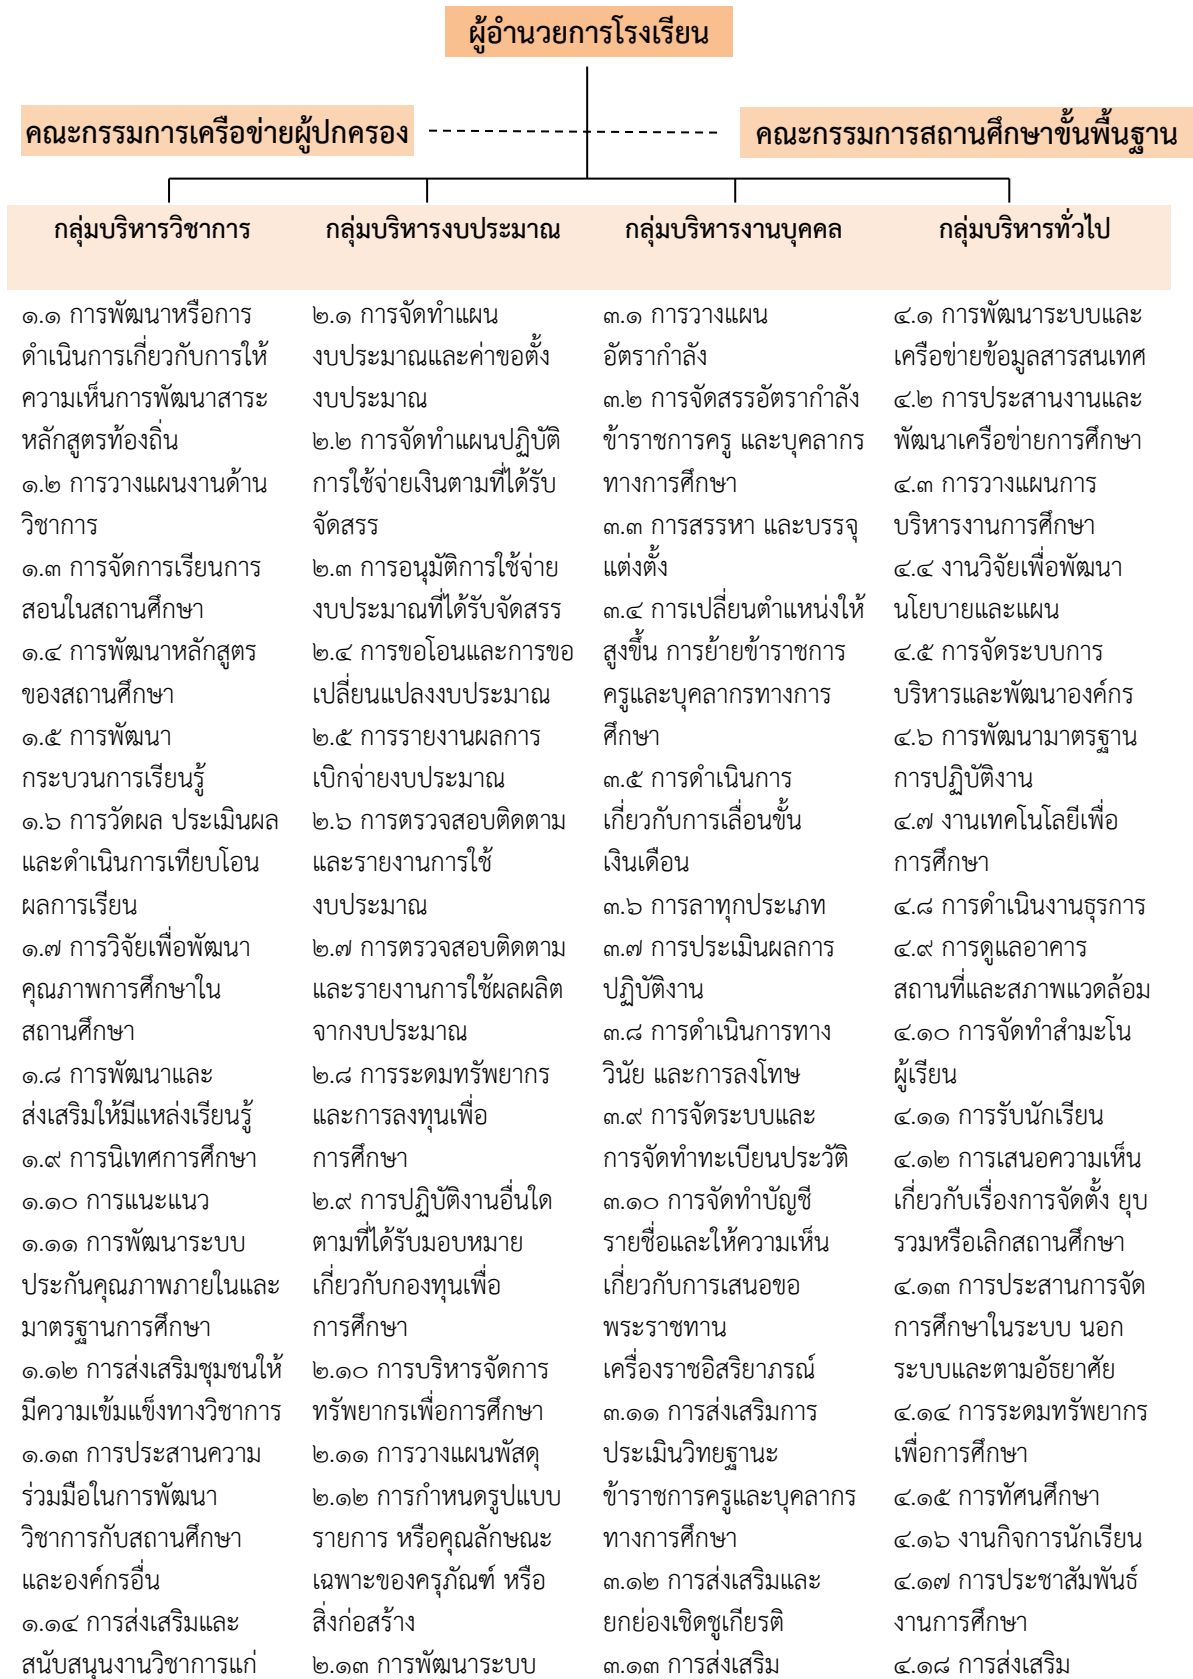 ผู้อำนวยการโรงเรียน
คณะกรรมการเครือข่ายผู้ปกครอง
คณะกรรมการสถานศึกษาขั้นพื้นฐาน
กลุ่มบริหารวิชาการ
กลุ่มบริหารงบประมาณ
กลุ่มบริหารงานบุคคล
กลุ่มบริหารทั่วไป
๑.๑ การพัฒนาหรือการ
ดำเนินการเกี่ยวกับการให้
ความเห็นการพัฒนาสาระ
หลักสูตรท้องถิ่น
๑.๒ การวางแผนงานด้าน
วิชาการ
๑.๓ การจัดการเรียนการ
สอนในสถานศึกษา
๑.๔ การพัฒนาหลักสูตร
ของสถานศึกษา
๑.๕ การพัฒนา
กระบวนการเรียนรู้
๑.๖ การวัดผล ประเมินผล
และดำเนินการเทียบโอน
ผลการเรียน
๑.๗ การวิจัยเพื่อพัฒนา
คุณภาพการศึกษาใน
สถานศึกษา
๑.๘ การพัฒนาและ
ส่งเสริมให้มีแหล่งเรียนรู้
๑.๙ การนิเทศการศึกษา
๑.๑๐ การแนะแนว
๑.๑๑ การพัฒนาระบบ
ประกันคุณภาพภายในและ
มาตรฐานการศึกษา
๑.๑๒ การส่งเสริมชุมชนให้
มีความเข้มแข็งทางวิชาการ
๑.๑๓ การประสานความ
ร่วมมือในการพัฒนา
วิชาการกับสถานศึกษา
และองค์กรอื่น
๑.๑๔ การส่งเสริมและ
สนับสนุนงานวิชาการแก่
๒.๑ การจัดทำแผน
งบประมาณและค่าขอตั้ง
งบประมาณ
๒.๒ การจัดทำแผนปฏิบัติ
การใช้จ่ายเงินตามที่ได้รับ
จัดสรร
๒.๓ การอนุมัติการใช้จ่าย
งบประมาณที่ได้รับจัดสรร
๒.๔ การขอโอนและการขอ
เปลี่ยนแปลงงบประมาณ
๒.๕ การรายงานผลการ
เบิกจ่ายงบประมาณ
๒.๖ การตรวจสอบติดตาม
และรายงานการใช้
งบประมาณ
๒.๗ การตรวจสอบติดตาม
และรายงานการใช้ผลผลิต
จากงบประมาณ
๒.๘ การระดมทรัพยากร
และการลงทุนเพื่อ
การศึกษา
๒.๙ การปฏิบัติงานอื่นใด
ตามที่ได้รับมอบหมาย
เกี่ยวกับกองทุนเพื่อ
การศึกษา
๒.๑๐ การบริหารจัดการ
ทรัพยากรเพื่อการศึกษา
๒.๑๑ การวางแผนพัสดุ
๒.๑๒ การกำหนดรูปแบบ
รายการ หรือคุณลักษณะ
เฉพาะของครุภัณฑ์ หรือ
สิ่งก่อสร้าง
๒.๑๓ การพัฒนาระบบ
๓.๑ การวางแผน
อัตรากำลัง
๓.๒ การจัดสรรอัตรากำลัง
ข้าราชการครู และบุคลากร
ทางการศึกษา
๓.๓ การสรรหา และบรรจุ
แต่งตั้ง
๓.๔ การเปลี่ยนตำแหน่งให้
สูงขึ้น การย้ายข้าราชการ
ครูและบุคลากรทางการ
ศึกษา
๓.๕ การดำเนินการ
เกี่ยวกับการเลื่อนขั้น
เงินเดือน
๓.๖ การลาทุกประเภท
๓.๗ การประเมินผลการ
ปฏิบัติงาน
๓.๘ การดำเนินการทาง
วินัย และการลงโทษ
๓.๙ การจัดระบบและ
การจัดทำทะเบียนประวัติ
๓.๑๐ การจัดทำบัญชี
รายชื่อและให้ความเห็น
เกี่ยวกับการเสนอขอ
พระราชทาน
เครื่องราชอิสริยาภรณ์
๓.๑๑ การส่งเสริมการ
ประเมินวิทยฐานะ
ข้าราชการครูและบุคลากร
ทางการศึกษา
๓.๑๒ การส่งเสริมและ
ยกย่องเชิดชูเกียรติ
๓.๑๓ การส่งเสริม
๔.๑ การพัฒนาระบบและ
เครือข่ายข้อมูลสารสนเทศ
๔.๒ การประสานงานและ
พัฒนาเครือข่ายการศึกษา
๔.๓ การวางแผนการ
บริหารงานการศึกษา
๔.๔ งานวิจัยเพื่อพัฒนา
นโยบายและแผน
๔.๕ การจัดระบบการ
บริหารและพัฒนาองค์กร
๔.๖ การพัฒนามาตรฐาน
การปฏิบัติงาน
๔.๗ งานเทคโนโลยีเพื่อ
การศึกษา
๔.๘ การดำเนินงานธุรการ
๔.๙ การดูแลอาคาร
สถานที่และสภาพแวดล้อม
๔.๑๐ การจัดทำสำมะโน
ผู้เรียน
๔.๑๑ การรับนักเรียน
๔.๑๒ การเสนอความเห็น
เกี่ยวกับเรื่องการจัดตั้ง ยุบ
รวมหรือเลิกสถานศึกษา
๔.๑๓ การประสานการจัด
การศึกษาในระบบ นอก
ระบบและตามอัธยาศัย
๔.๑๔ การระดมทรัพยากร
เพื่อการศึกษา
๔.๑๕ การทัศนศึกษา
๔.๑๖ งานกิจการนักเรียน
๔.๑๗ การประชาสัมพันธ์
งานการศึกษา
๔.๑๘ การส่งเสริม